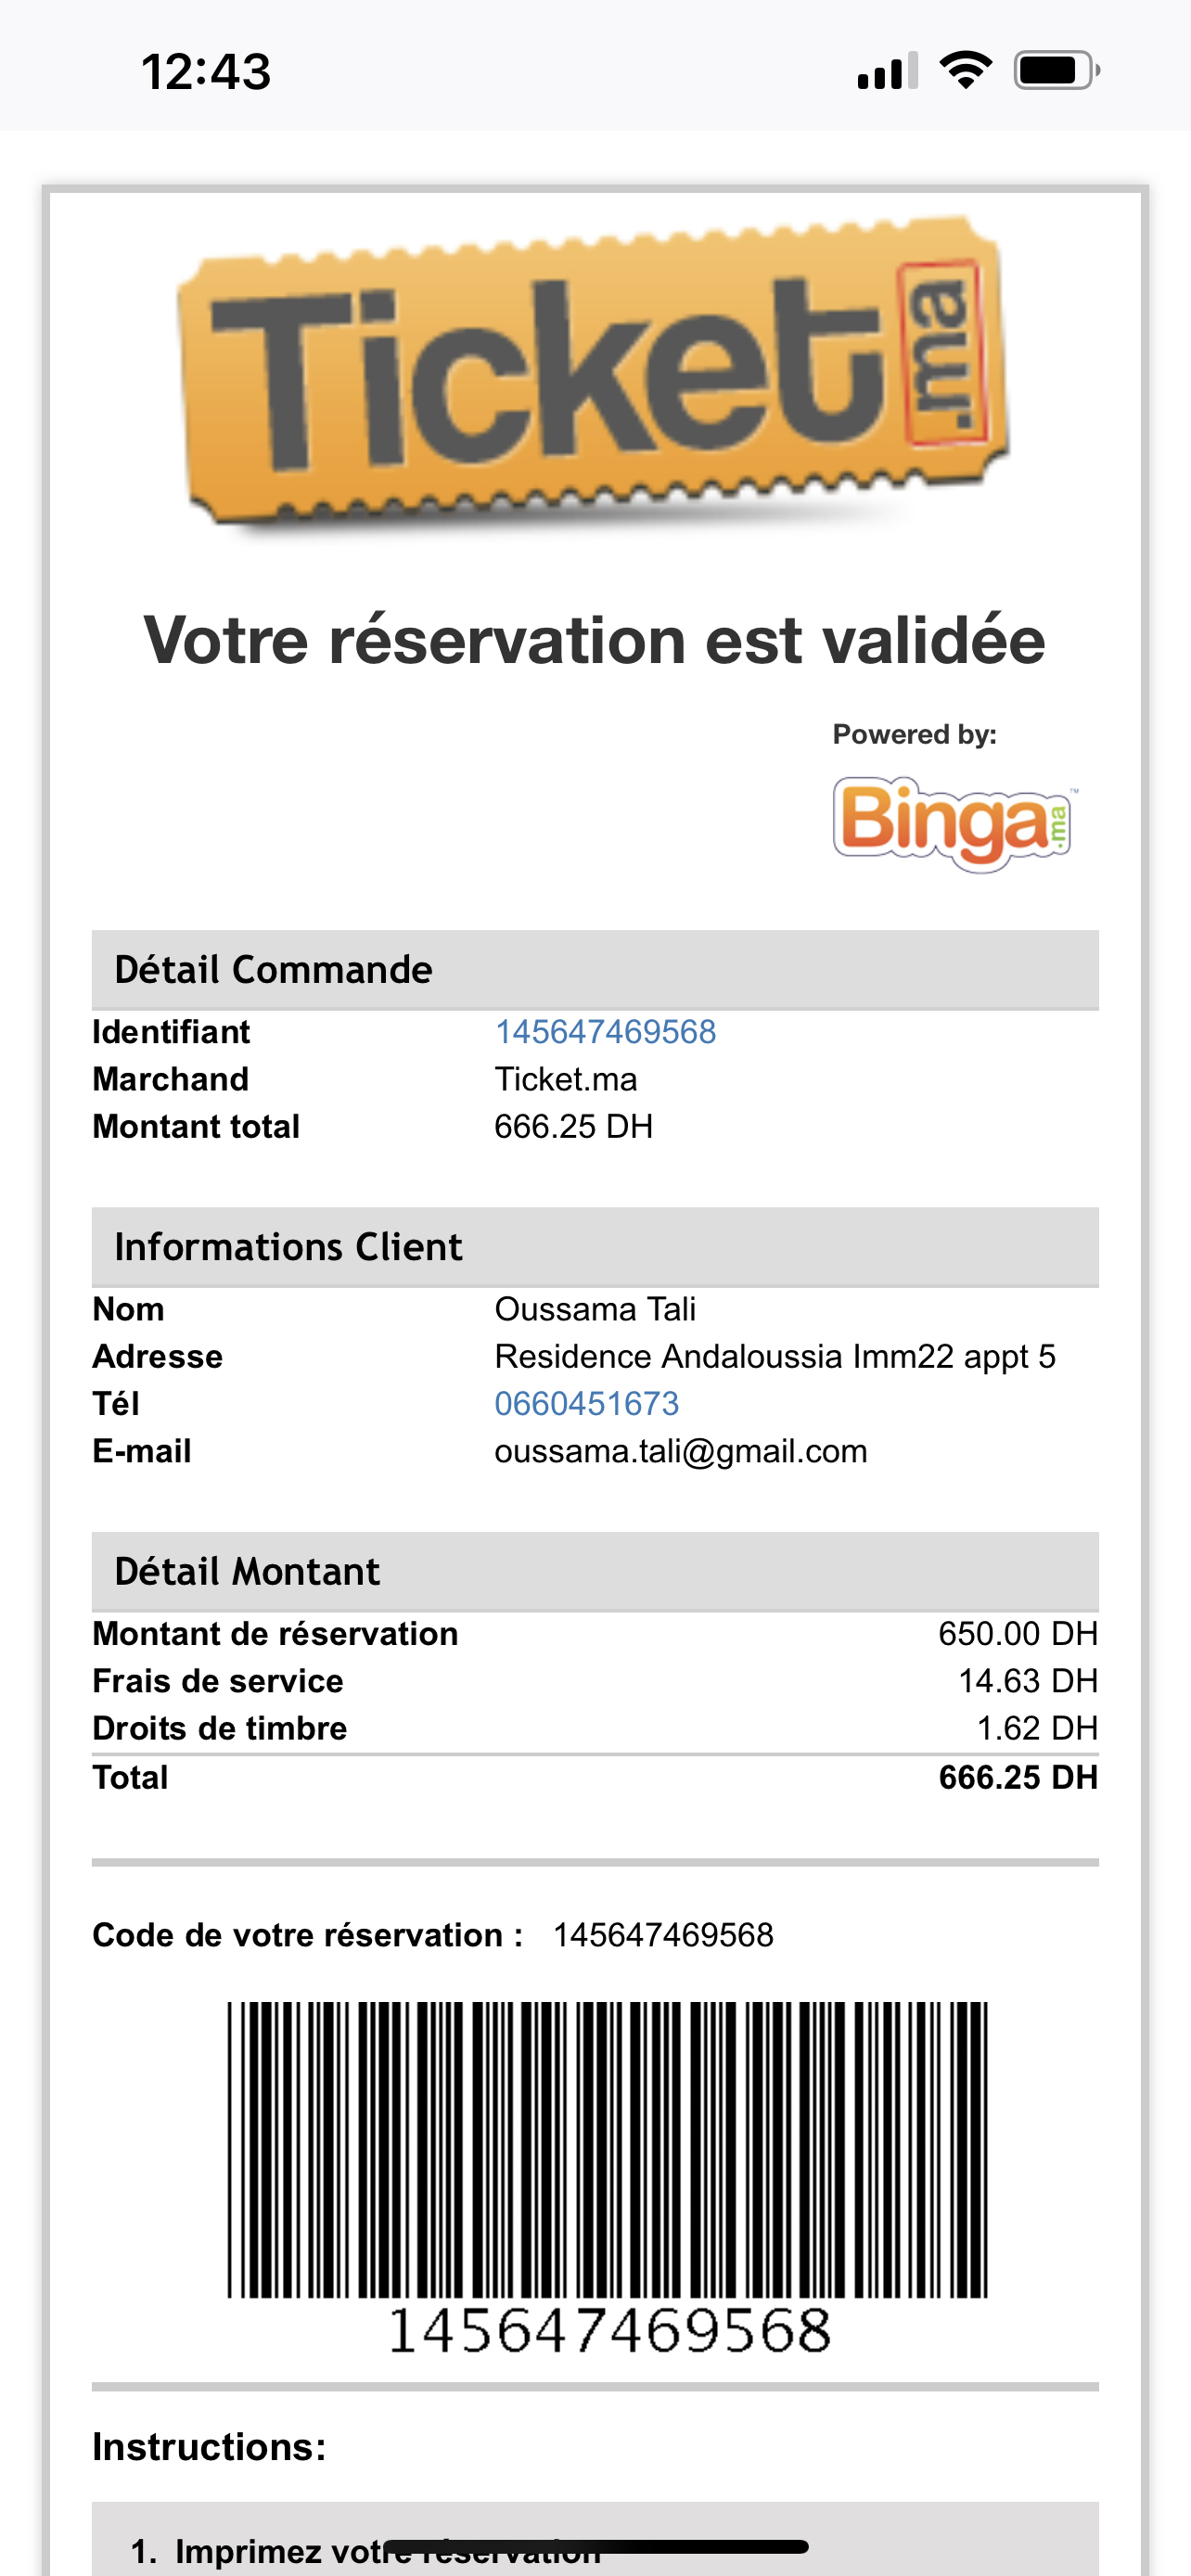 12:43
Ticket.ma
Votre réservation est validée
Powered by:
Binga.ma™
Détail Commande
Identifiant 145647469568
Marchand Ticket.ma
Montant total 666.25 DH
Informations Client
Nom Oussama Tali
Adresse Residence Andaloussia Imm22 appt 5
Tél 0660451673
E-mail oussama.tali@gmail.com
Détail Montant
Montant de réservation 650.00 DH
Frais de service 14.63 DH
Droits de timbre 1.62 DH
Total 666.25 DH
Code de votre réservation : 145647469568
145647469568
Instructions:
1. Imprimez votre réservation